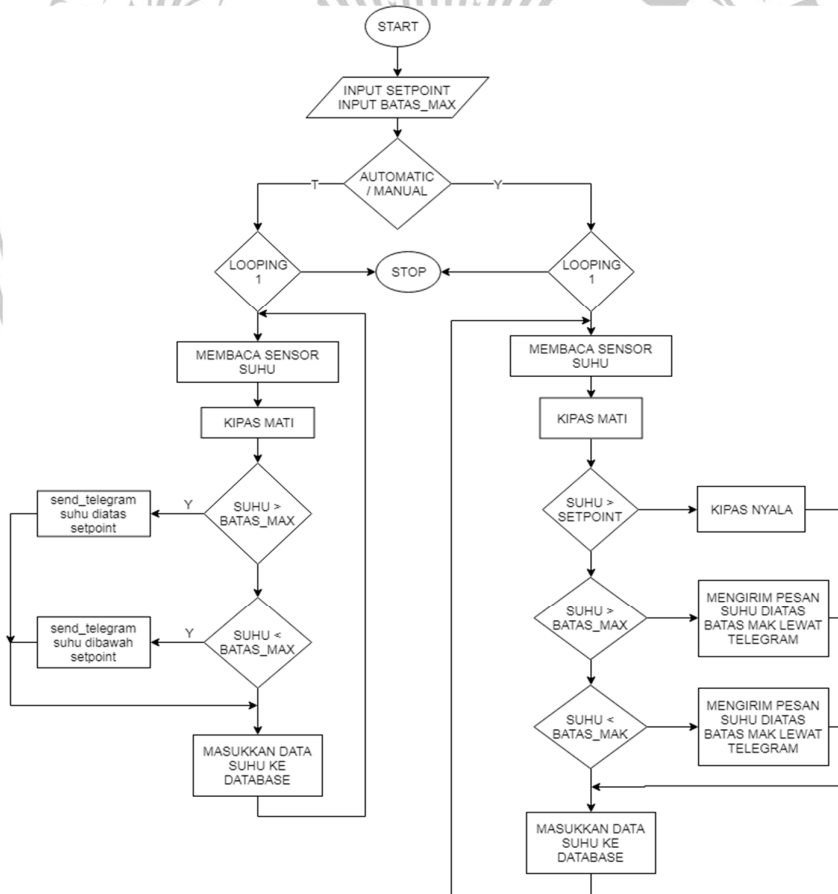 START
INPUT SETPOINT
INPUT BATAS_MAX
AUTOMATIC
/ MANUAL
T
Y
LOOPING
1
STOP
LOOPING
1
MEMBACA SENSOR
SUHU
KIPAS MATI
SUHU >
BATAS_MAX
Y
send_telegram
suhu diatas
setpoint
SUHU <
BATAS_MAX
Y
send_telegram
suhu dibawah
setpoint
MASUKKAN DATA
SUHU KE
DATABASE
MEMBACA SENSOR
SUHU
KIPAS MATI
SUHU >
SETPOINT
KIPAS NYALA
SUHU >
BATAS_MAX
MENGIRIM PESAN
SUHU DIATAS
BATAS MAK LEWAT
TELEGRAM
SUHU <
BATAS_MAK
MENGIRIM PESAN
SUHU DIATAS
BATAS MAK LEWAT
TELEGRAM
MASUKKAN DATA
SUHU KE
DATABASE